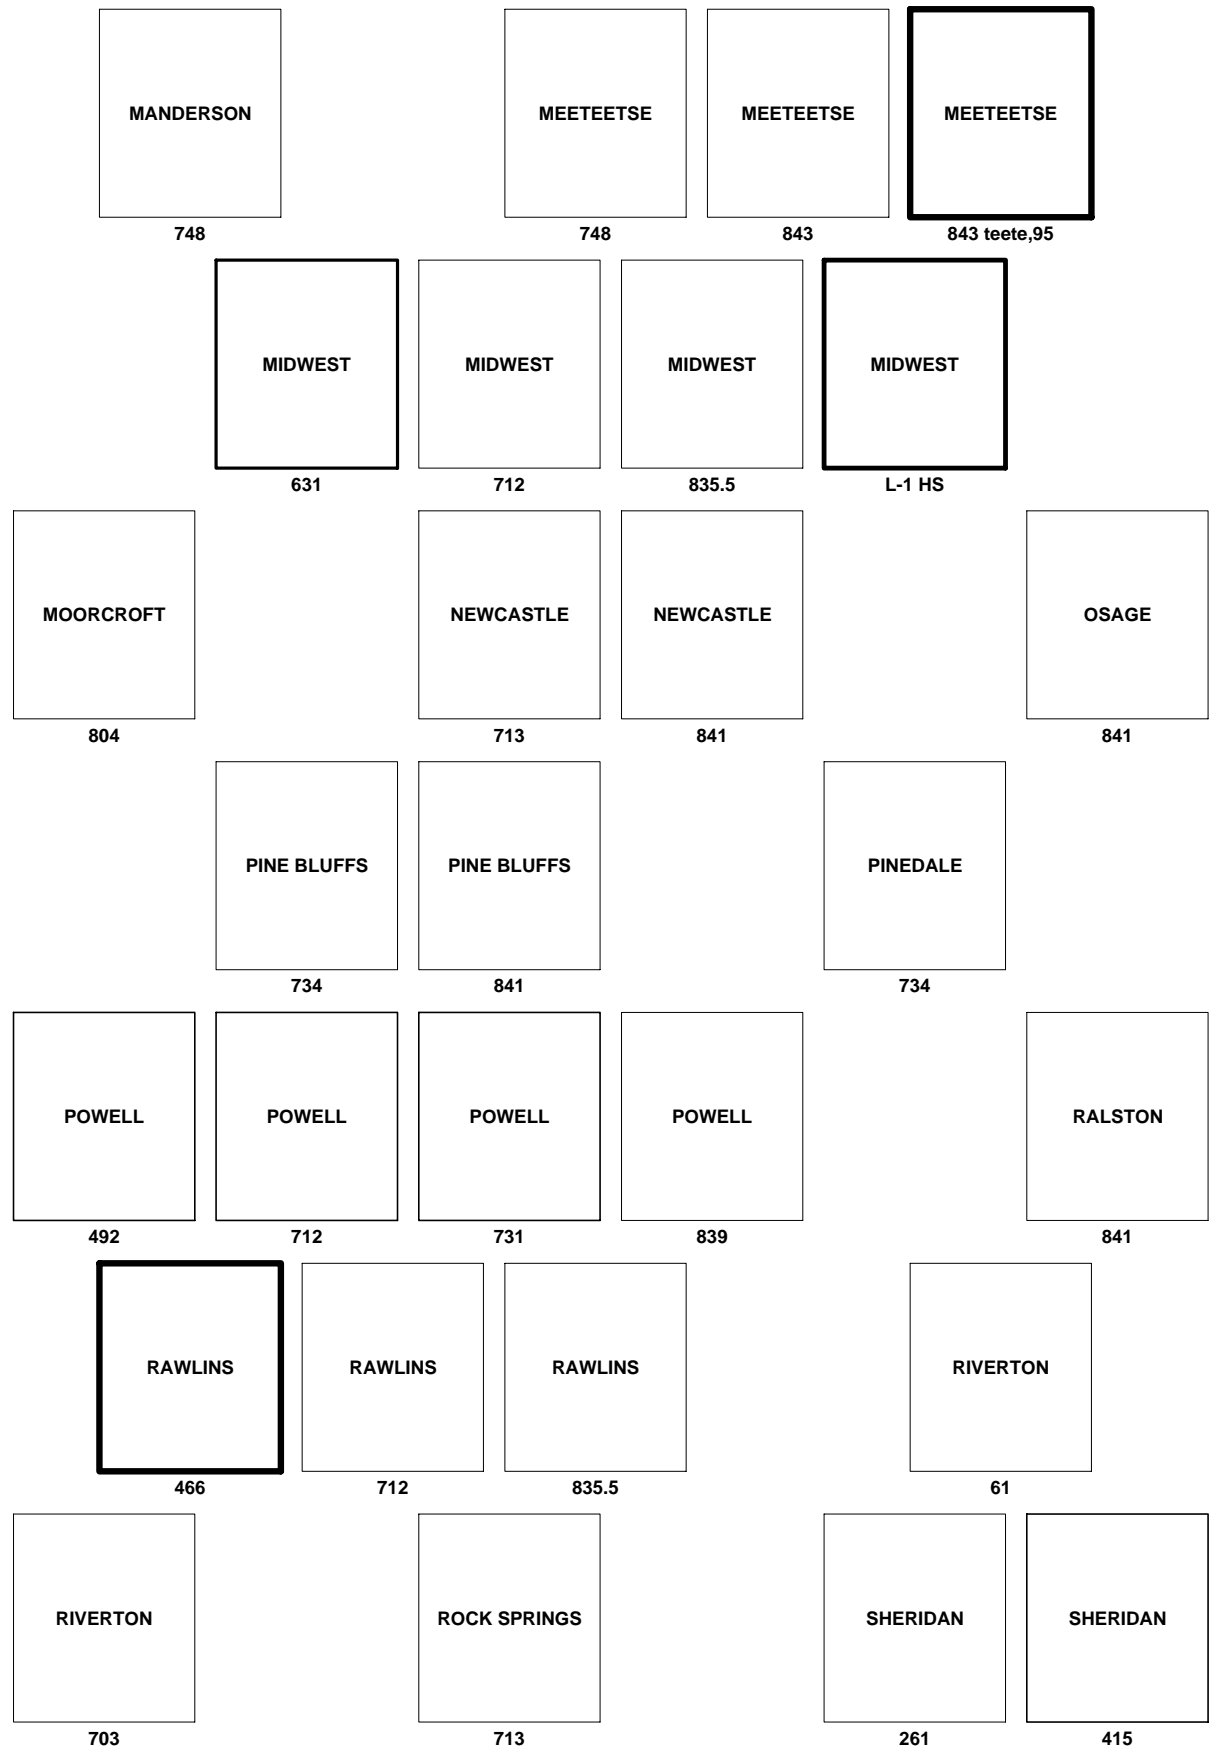 MANDERSON MEETEETSE MEETEETSE MEETEETSE
748 748 843 843 teete,95
MIDWEST MIDWEST MIDWEST MIDWEST
631 712 835.5 L-1 HS
MOORCROFT NEWCASTLE NEWCASTLE OSAGE
804 713 841 841
PINE BLUFFS PINE BLUFFS PINEDALE
734 841 734
POWELL POWELL POWELL POWELL RALSTON
492 712 731 839 841
RAWLINS RAWLINS RAWLINS RIVERTON
466 712 835.5 61
RIVERTON ROCK SPRINGS SHERIDAN SHERIDAN
703 713 261 415